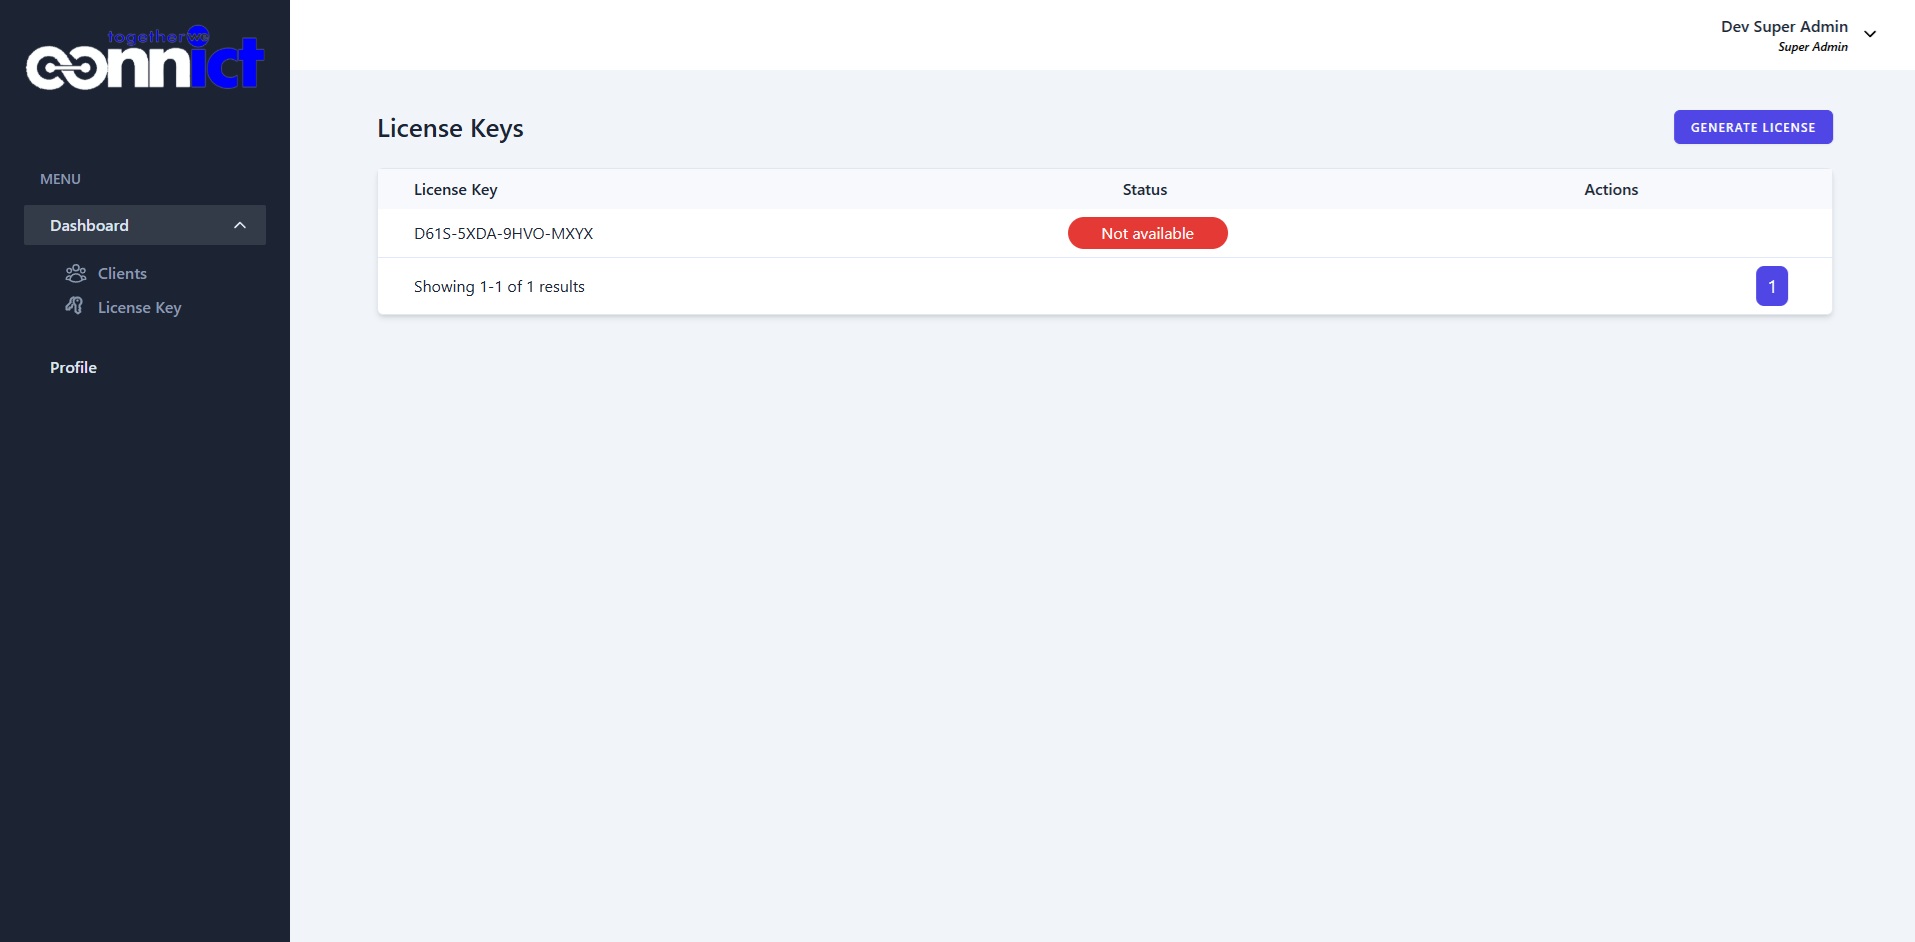 togetherwe
connict
MENU
Dashboard
Clients
License Key
Profile
Dev Super Admin
Super Admin
License Keys
GENERATE LICENSE
License Key Status Actions
D61S-5XDA-9HVO-MXYX Not available
Showing 1-1 of 1 results 1